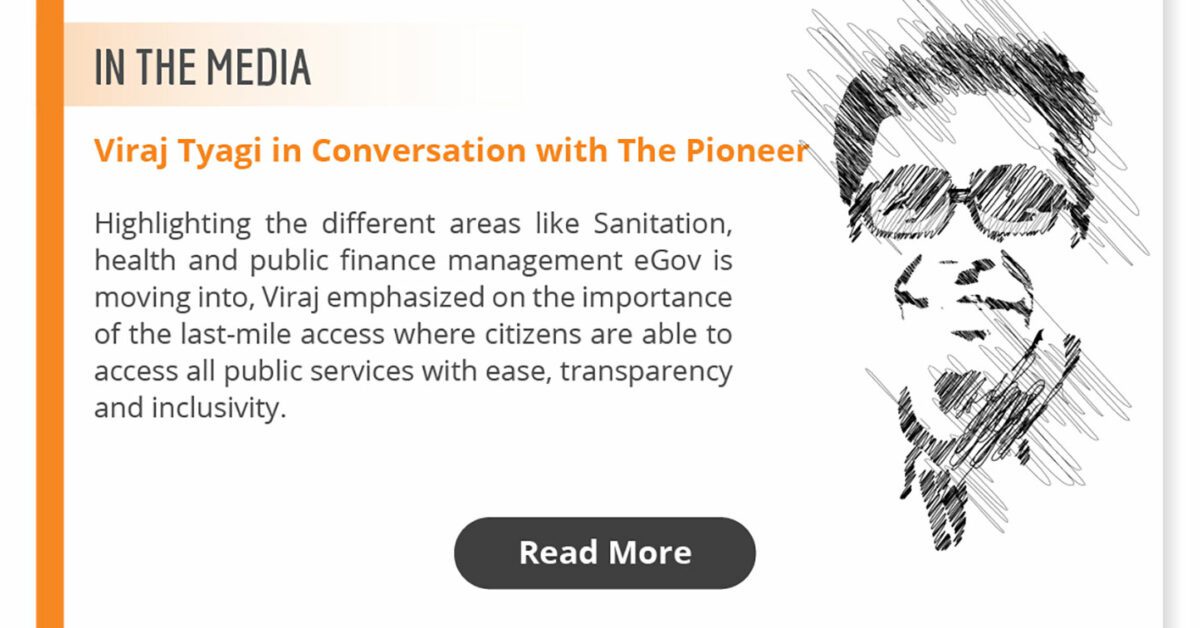 IN THE MEDIA
Viraj Tyagi in Conversation with The Pioneer
Highlighting the different areas like Sanitation,
health and public finance management eGov is
moving into, Viraj emphasized on the importance
of the last-mile access where citizens are able to
access all public services with ease, transparency
and inclusivity.
Read More